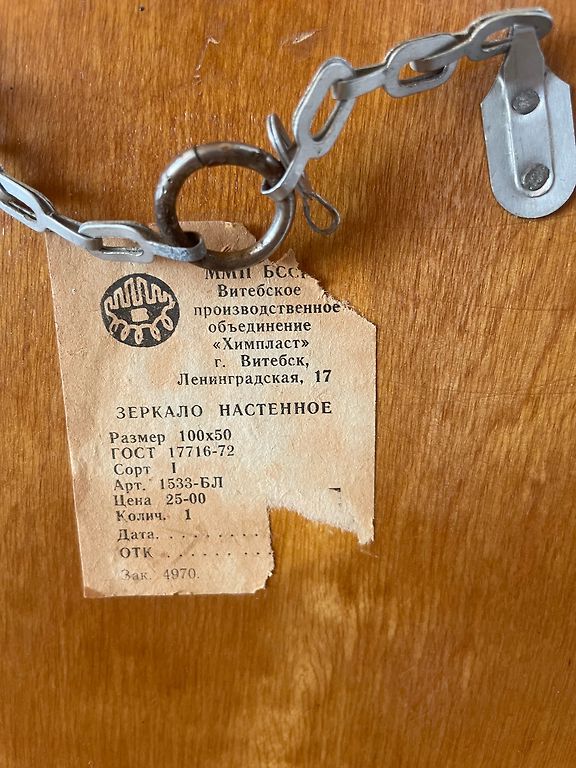 ММП БССР
Витебское
производственное
объединение
«Химпласт»
г. Витебск,
Ленинградская, 17
ЗЕРКАЛО НАСТЕННОЕ
Размер 100х50
ГОСТ 17716-72
Сорт I
Арт. 1533-БЛ
Цена 25-00
Колич. 1
Дата. . . . . . . . . .
ОТК . . . . . . . . . .
Зак. 4970.